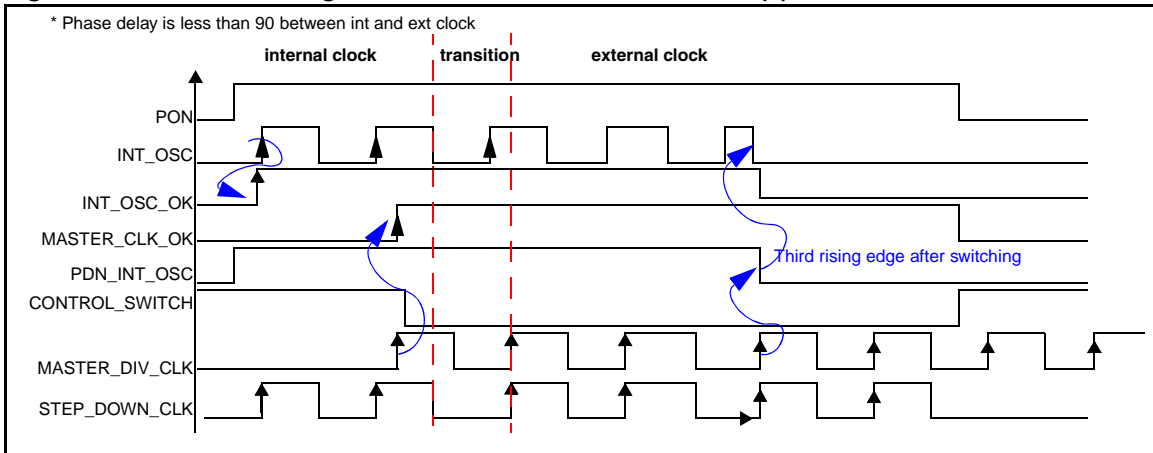 * Phase delay is less than 90 between int and ext clock
internal clock
transition
external clock
PON
INT_OSC
INT_OSC_OK
MASTER_CLK_OK
PDN_INT_OSC
Third rising edge after switching
CONTROL_SWITCH
MASTER_DIV_CLK
STEP_DOWN_CLK